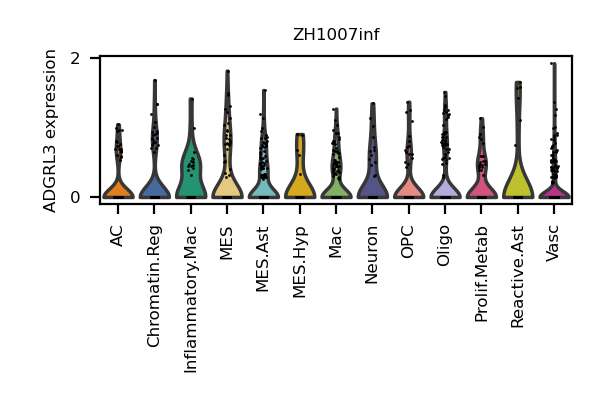 ZH1007inf
ADGRL3 expression
2
0
AC
Chromatin.Reg
Inflammatory.Mac
MES
MES.Ast
MES.Hyp
Mac
Neuron
OPC
Oligo
Prolif.Metab
Reactive.Ast
Vasc